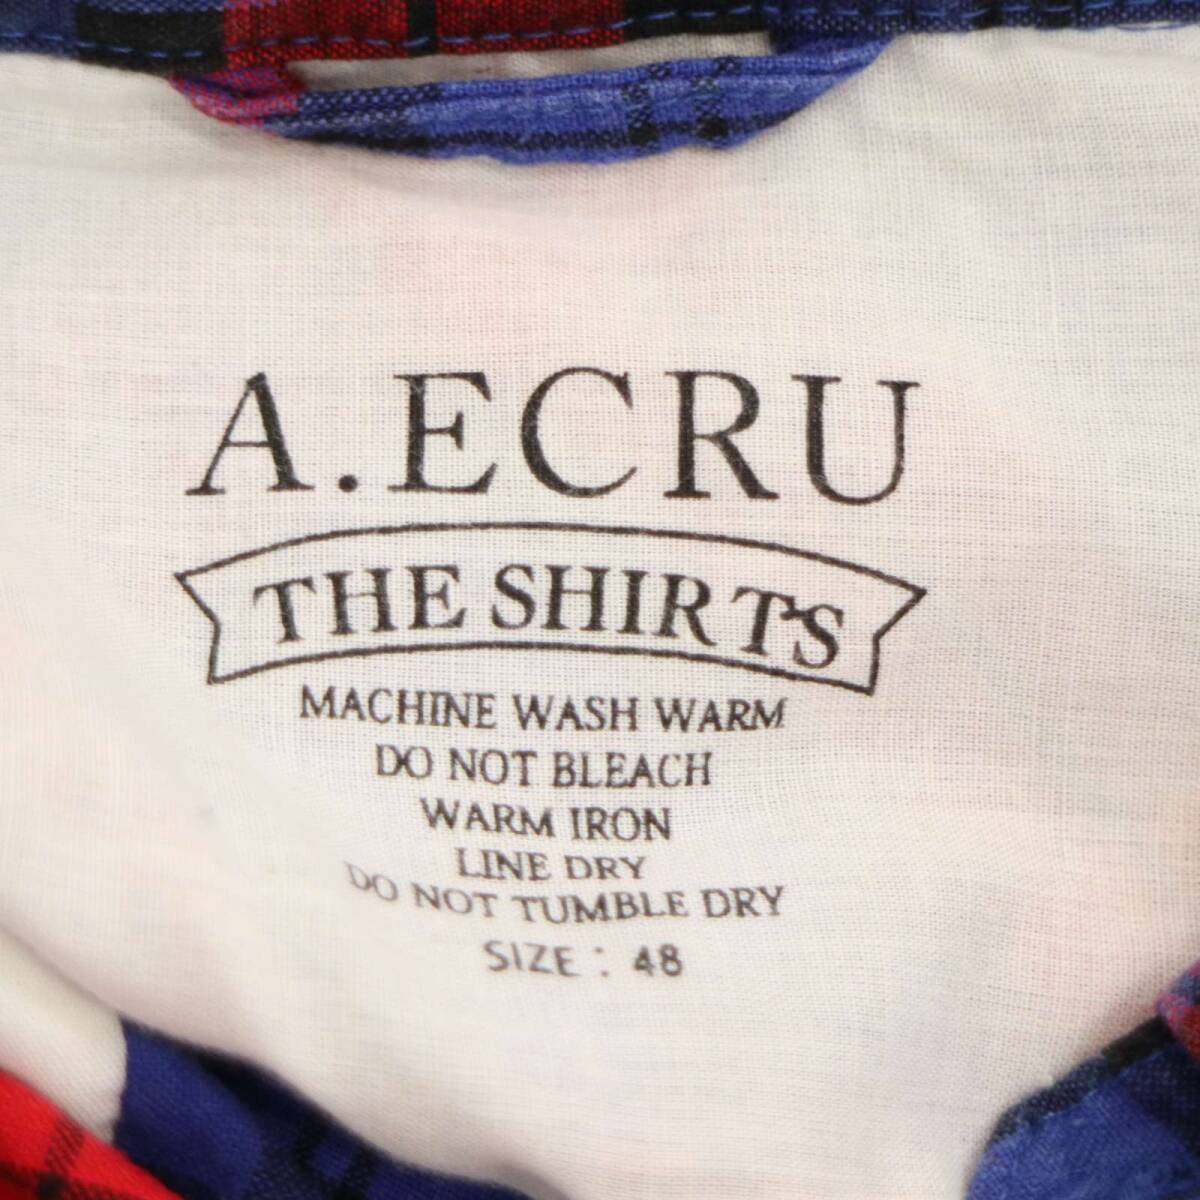 A.ECRU
THE SHIRTS
MACHINE WASH WARM
DO NOT BLEACH
WARM IRON
LINE DRY
DO NOT TUMBLE DRY
SIZE : 48